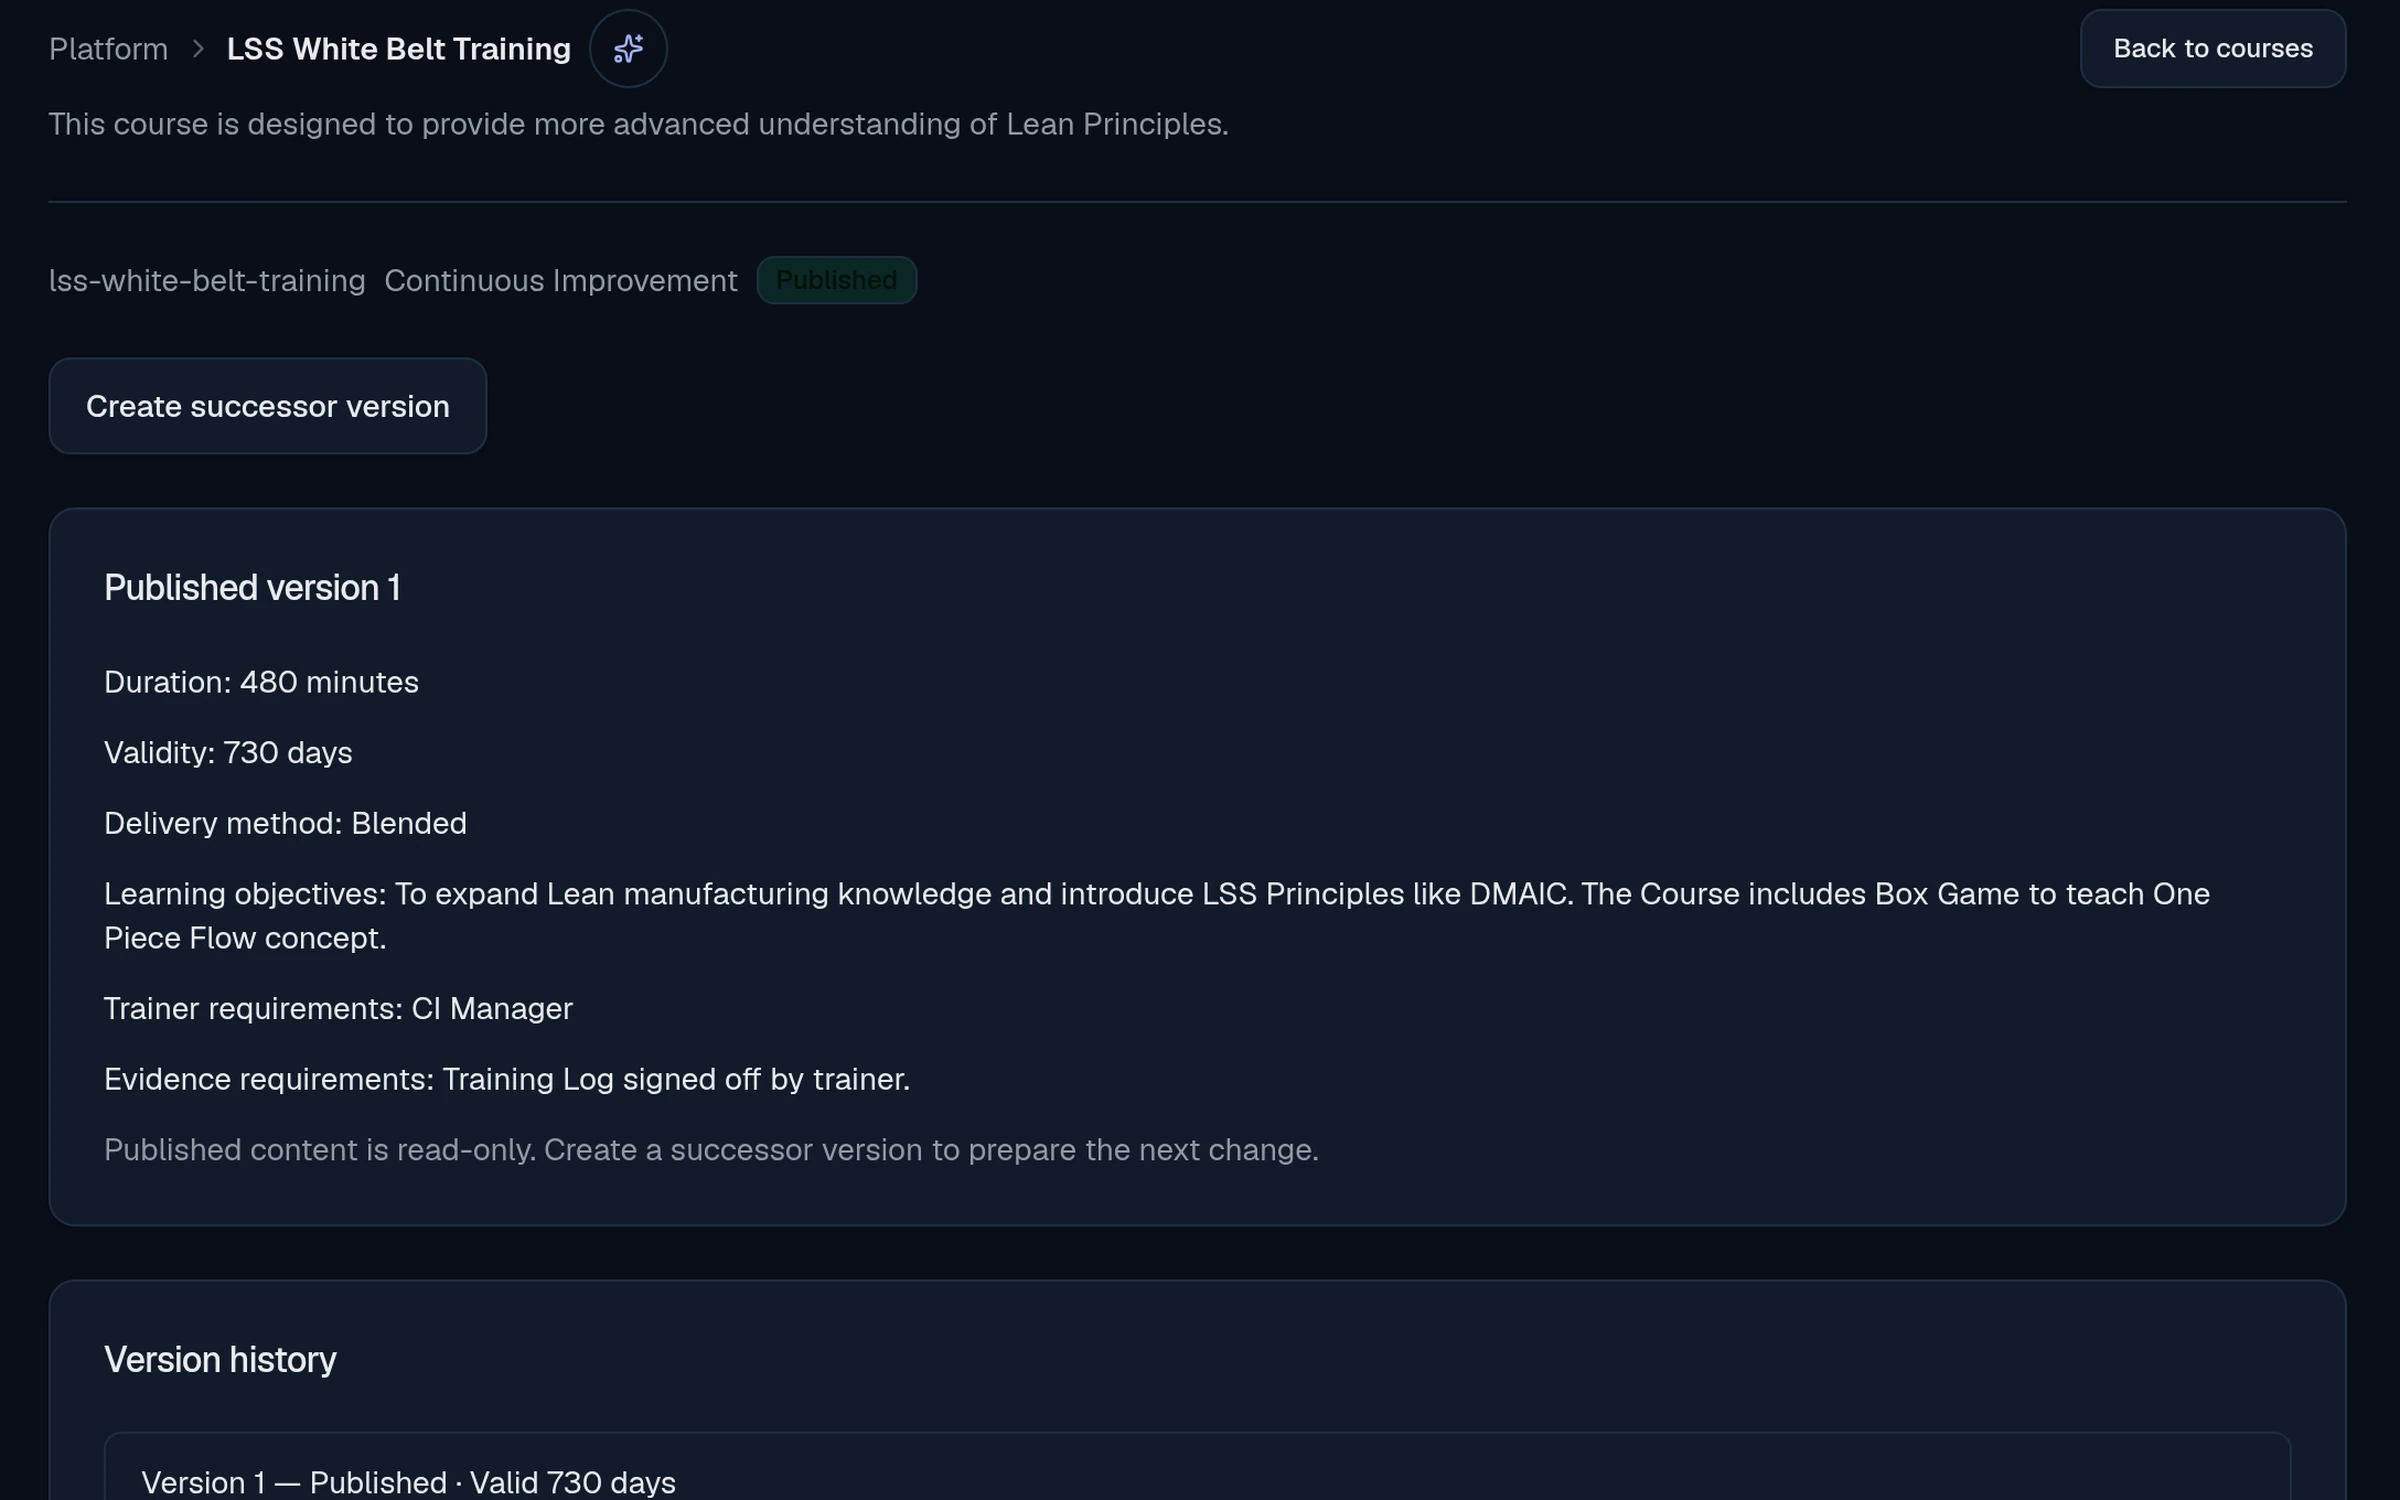 Platform > LSS White Belt Training
Back to courses
This course is designed to provide more advanced understanding of Lean Principles.
lss-white-belt-training Continuous Improvement Published
Create successor version
Published version 1
Duration: 480 minutes
Validity: 730 days
Delivery method: Blended
Learning objectives: To expand Lean manufacturing knowledge and introduce LSS Principles like DMAIC. The Course includes Box Game to teach One
Piece Flow concept.
Trainer requirements: CI Manager
Evidence requirements: Training Log signed off by trainer.
Published content is read-only. Create a successor version to prepare the next change.
Version history
Version 1 — Published · Valid 730 days